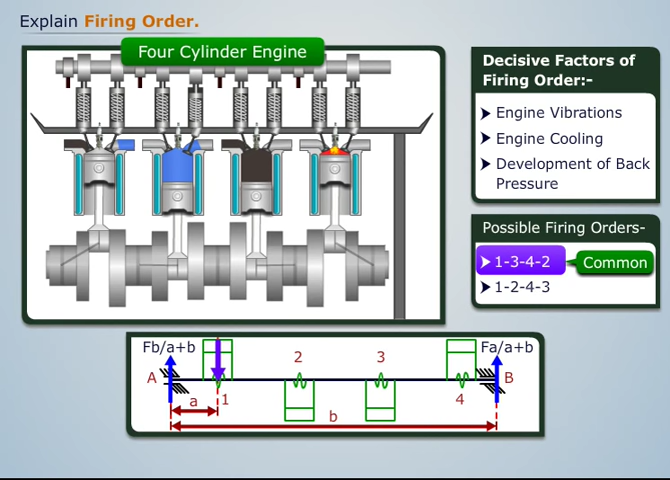 Explain Firing Order.
Four Cylinder Engine
Decisive Factors of
Firing Order:-
Engine Vibrations
Engine Cooling
Development of Back
Pressure
Possible Firing Orders-
1-3-4-2
Common
1-2-4-3
Fb/a+b
2
3
Fa/a+b
A
B
a
1
4
b